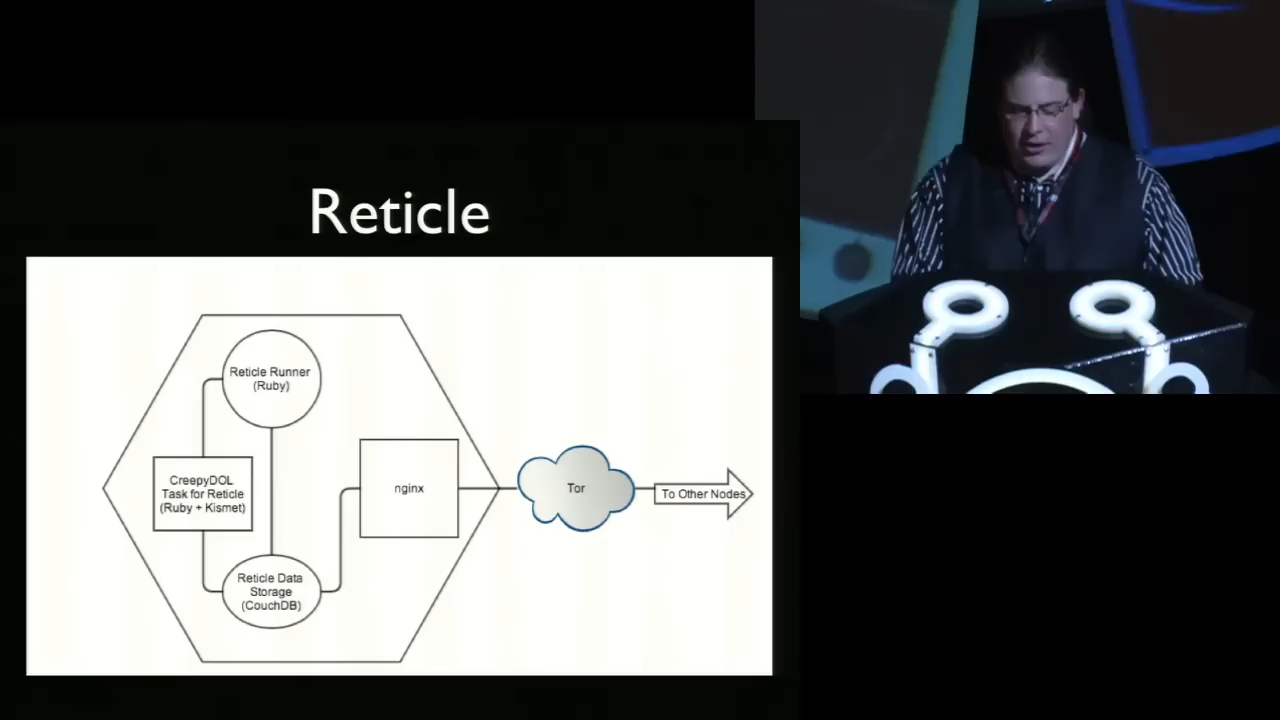 Reticle
Reticle Runner
(Ruby)
CreepyDOL
Task for Reticle
(Ruby + Kismet)
nginx
Tor
To Other Nodes
Reticle Data
Storage
(CouchDB)